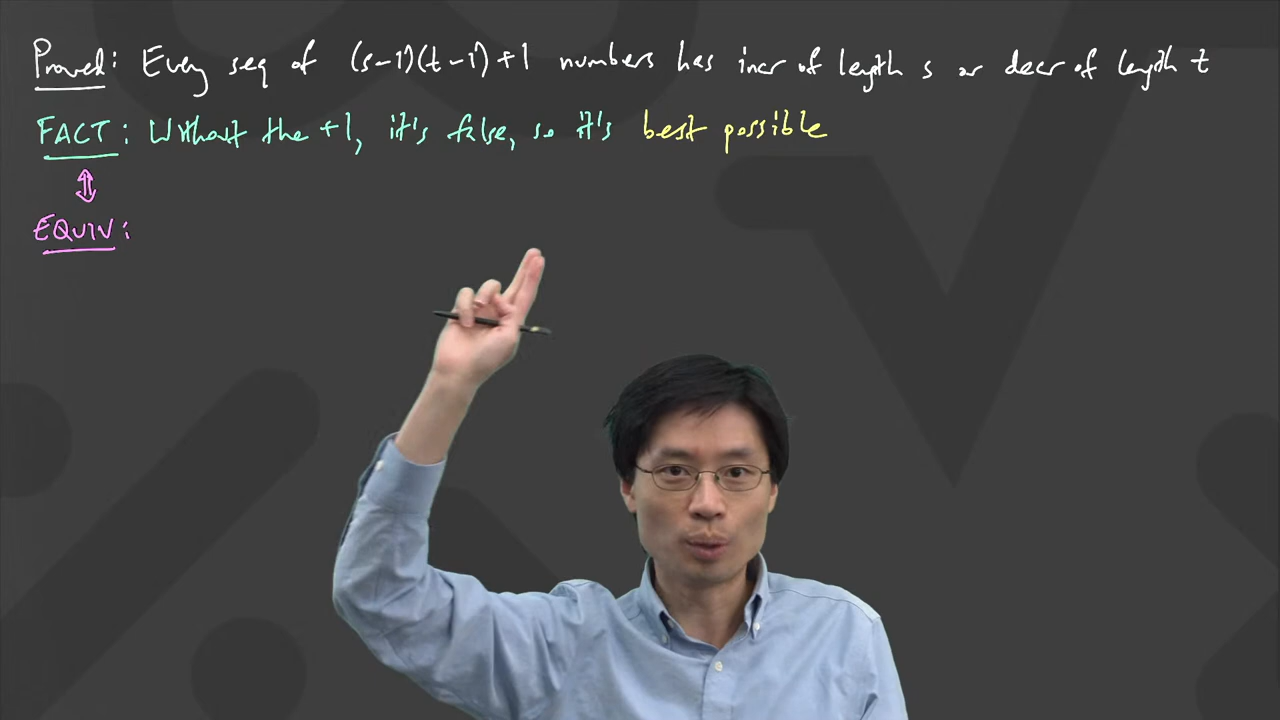 Proved: Every seq of (s-1)(t-1)+1 numbers has incr of length s or decr of length t
FACT: Without the +1, it's false, so it's best possible
⇕
EQUIV: